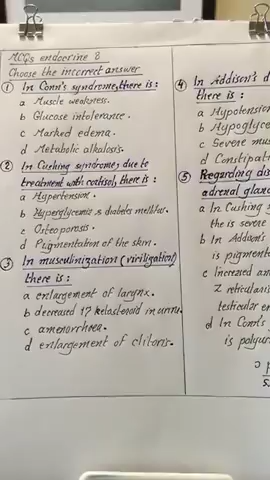 MCQs endocrine 8
Choose the incorrect answer
① In Conn's syndrome, there is:
a Muscle weakness.
b Glucose intolerance.
c Marked edema.
d Metabolic alkalosis.
② In Cushing syndrome, due to
treatment with cortisol, there is:
a Hypertension.
b Hyperglycemia & diabetes mellitus.
c Osteoporosis.
d Pigmentation of the skin.
③ In musculinization (virilization)
there is:
a enlargement of larynx.
b decreased 17 ketosteroid in urine.
c amenorrhoea.
d enlargement of clitoris.
④ In Addison's d
there is:
a Hypotension
b Hypoglyce
c Severe mus
d Constipati
⑤ Regarding dis
adrenal gland
a In Cushing s
the is severe
b In Addison's
is pigmente
c Increased an
Z reticularis
testicular en
d In Conn's
is polyur